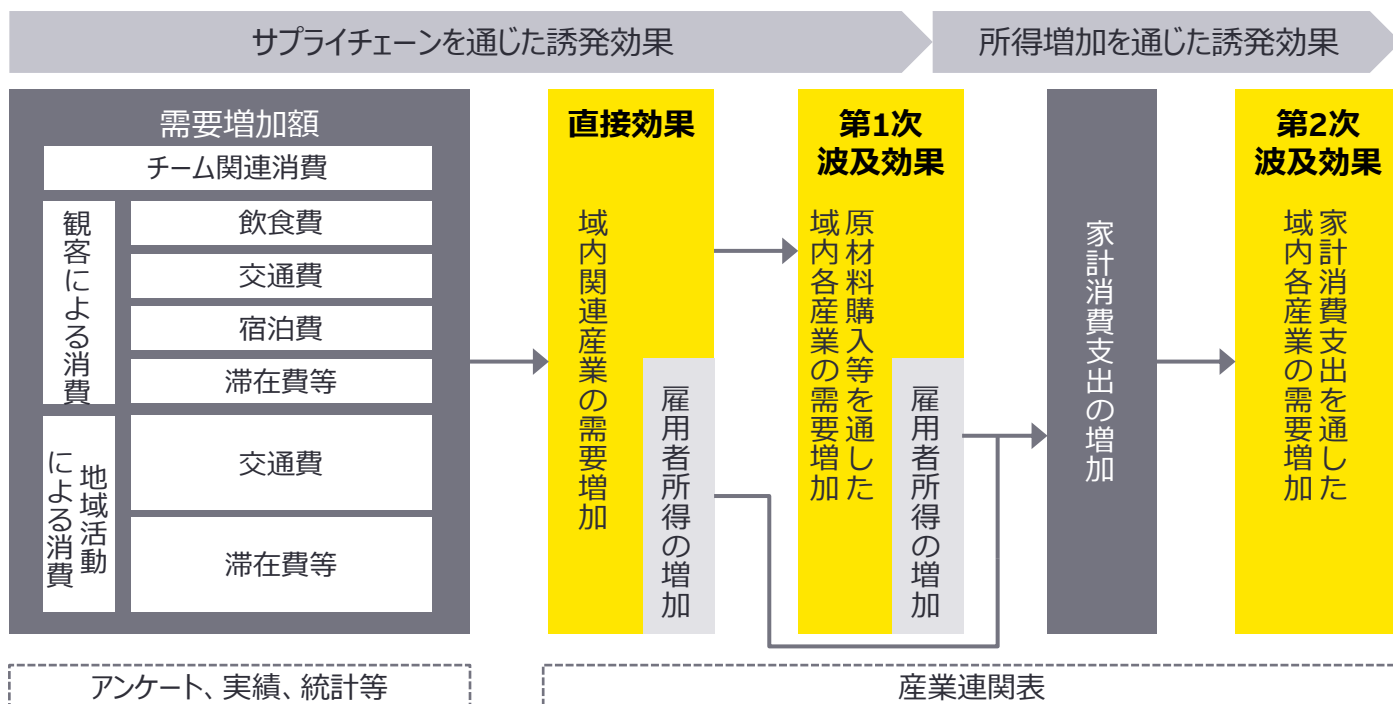 サプライチェーンを通じた誘発効果
所得増加を通じた誘発効果
需要増加額
チーム関連消費
観客による消費
飲食費
交通費
宿泊費
滞在費等
地域活動
による消費
交通費
滞在費等
直接効果
域内関連産業の需要増加
雇用者所得の増加
第1次
波及効果
原材料購入等を通した
域内各産業の需要増加
雇用者所得の増加
家計消費支出の増加
第2次
波及効果
家計消費支出を通した
域内各産業の需要増加
アンケート、実績、統計等
産業連関表